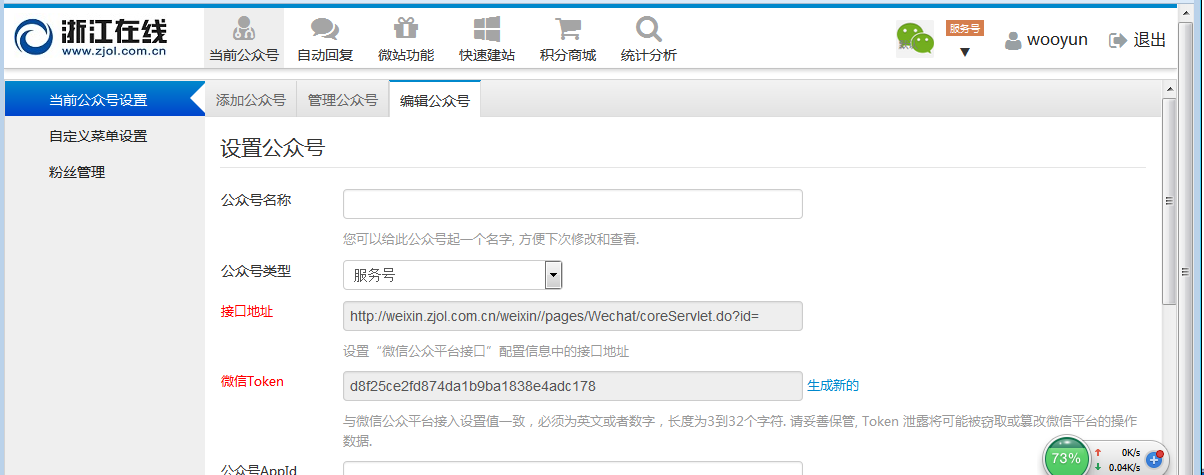 浙江在线
www.zjol.com.cn
当前公众号
自动回复
微站功能
快速建站
积分商城
统计分析
服务号
wooyun
退出
当前公众号设置
自定义菜单设置
粉丝管理
添加公众号
管理公众号
编辑公众号
设置公众号
公众号名称
您可以给此公众号起一个名字, 方便下次修改和查看.
公众号类型
服务号
接口地址
http://weixin.zjol.com.cn/weixin//pages/Wechat/coreServlet.do?id=
设置“微信公众平台接口”配置信息中的接口地址
微信Token
d8f25ce2fd874da1b9ba1838e4adc178
生成新的
与微信公众平台接入设置值一致，必须为英文或者数字，长度为3到32个字符. 请妥善保管, Token 泄露将可能被窃取或篡改微信平台的操作
数据.
公众号AppId
73%
0K/s
0.04K/s